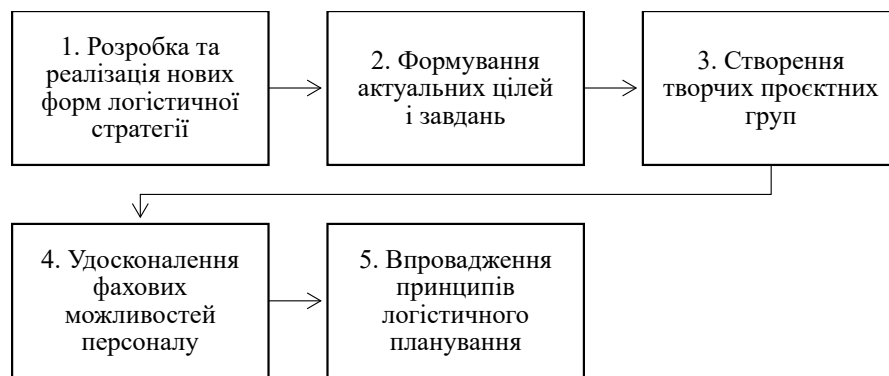 1. Розробка та
реалізація нових
форм логістичної
стратегії
2. Формування
актуальних цілей
і завдань
3. Створення
творчих проєктних
груп
4. Удосконалення
фахових
можливостей
персоналу
5. Впровадження
принципів
логістичного
планування